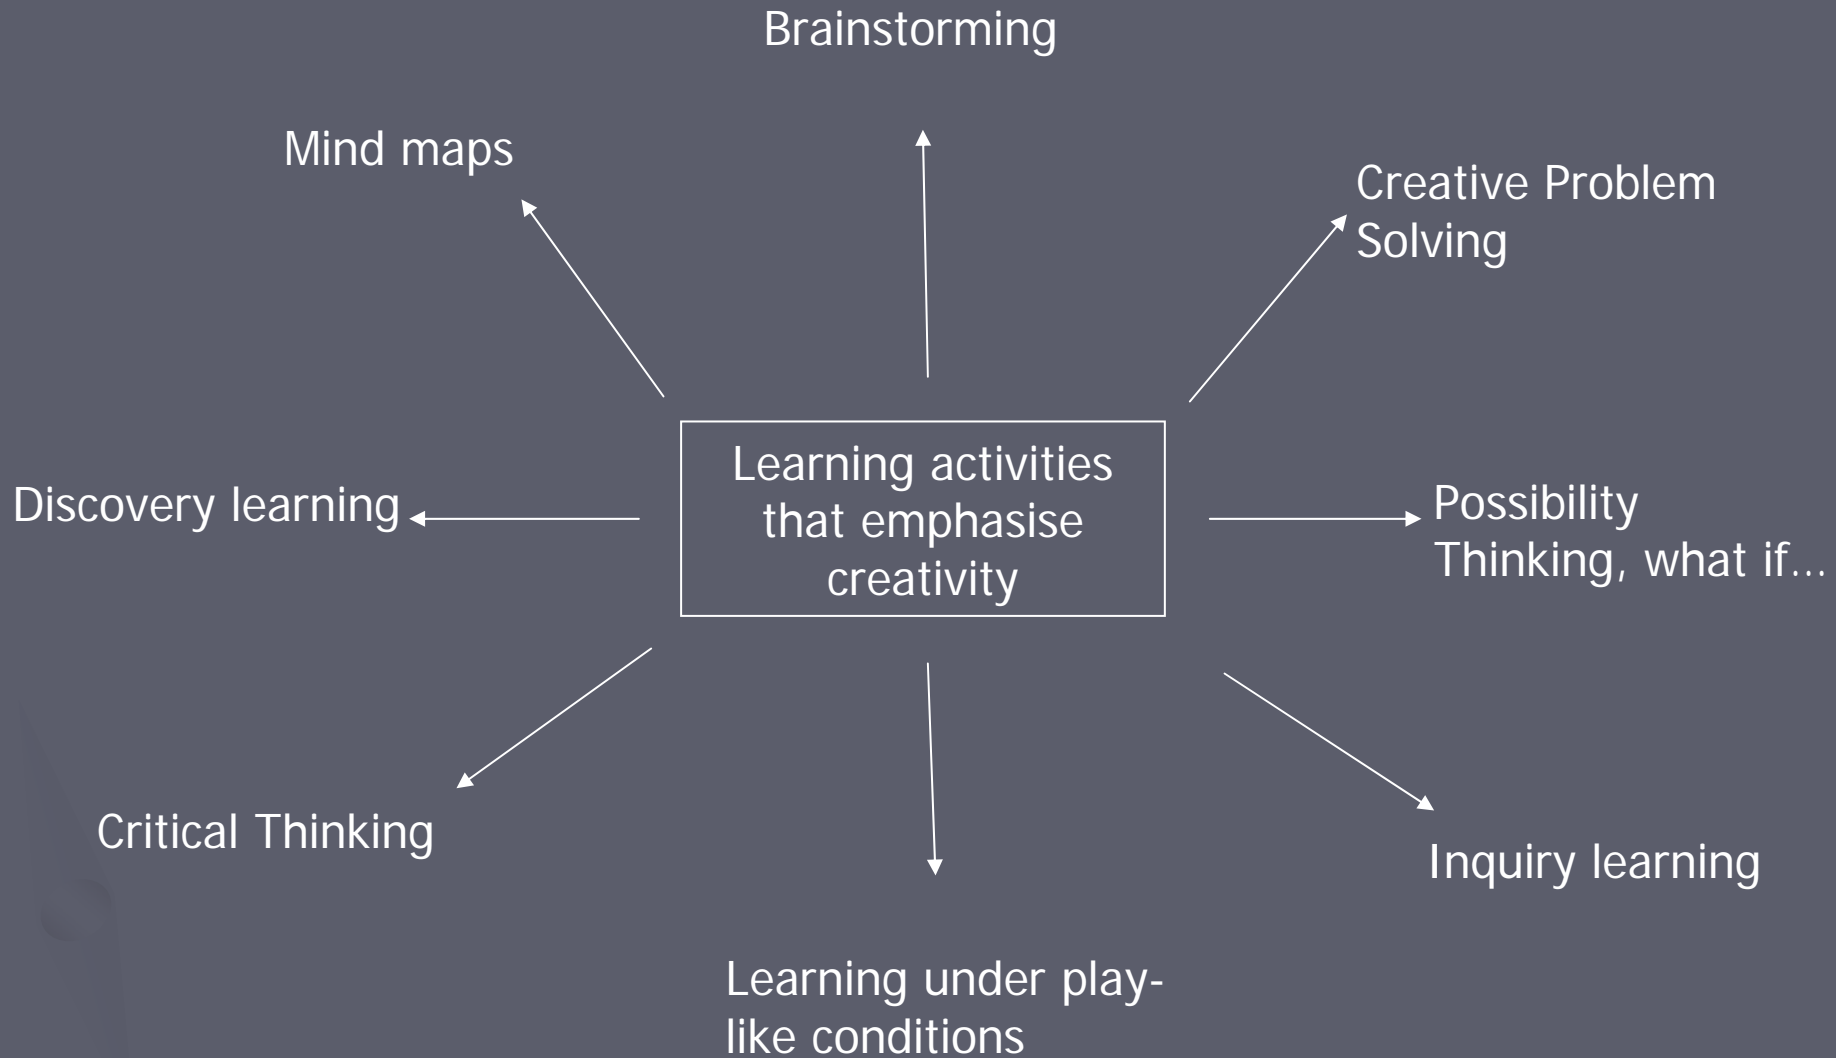 Brainstorming
Mind maps
Creative Problem
Solving
Learning activities
that emphasise
creativity
Discovery learning
Possibility
Thinking, what if...
Critical Thinking
Inquiry learning
Learning under play-
like conditions